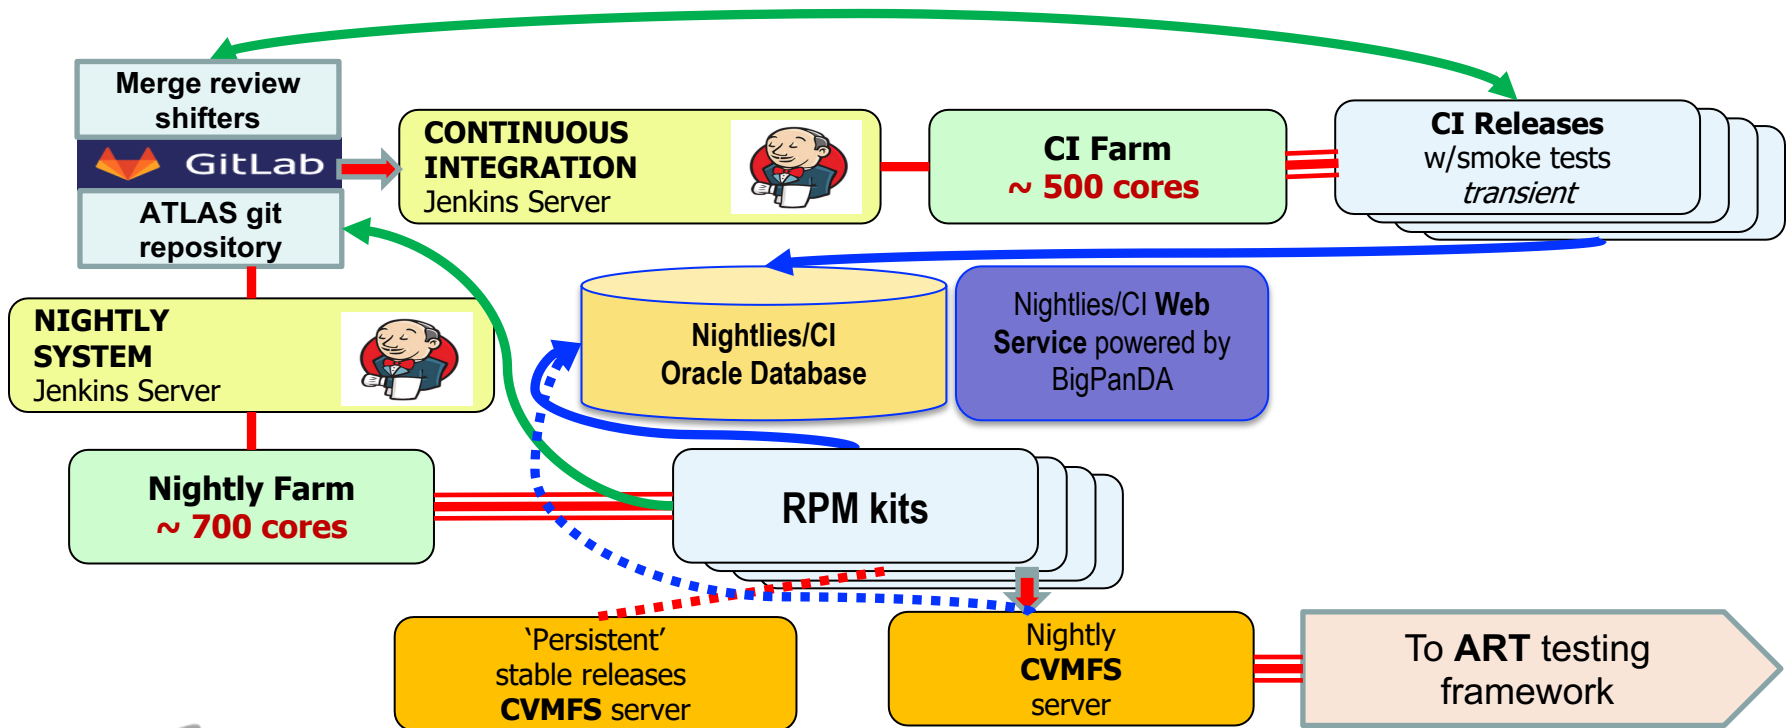 Merge review
shifters
GitLab
ATLAS git
repository
CONTINUOUS
INTEGRATION
Jenkins Server
CI Farm
~ 500 cores
CI Releases
w/smoke tests
transient
NIGHTLY
SYSTEM
Jenkins Server
Nightlies/CI
Oracle Database
Nightlies/CI Web
Service powered by
BigPanDA
Nightly Farm
~ 700 cores
RPM kits
‘Persistent’
stable releases
CVMFS server
Nightly
CVMFS
server
To ART testing
framework